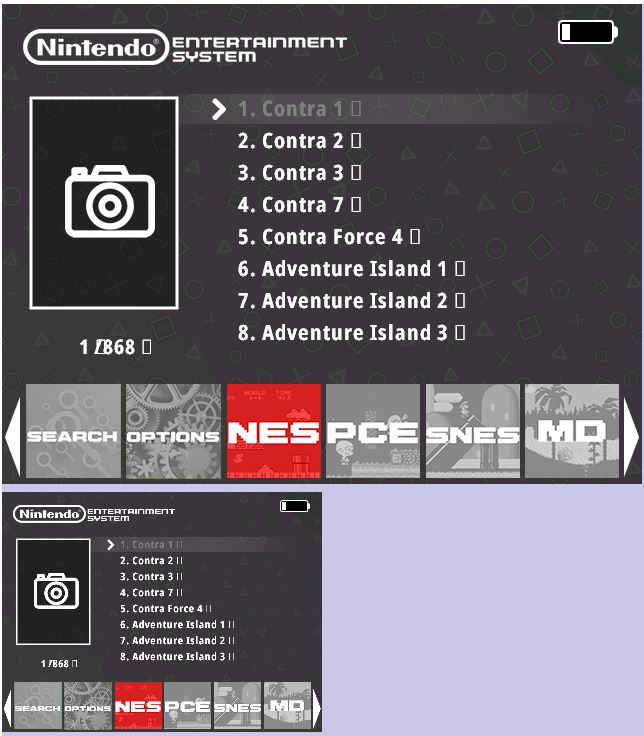 Nintendo® ENTERTAINMENT
SYSTEM
1. Contra 1
2. Contra 2
3. Contra 3
4. Contra 7
5. Contra Force 4
6. Adventure Island 1
7. Adventure Island 2
8. Adventure Island 3
1 /868
SEARCH OPTIONS NES PCE SNES MD
Nintendo ENTERTAINMENT
SYSTEM
1. Contra 1
2. Contra 2
3. Contra 3
4. Contra 7
5. Contra Force 4
6. Adventure Island 1
7. Adventure Island 2
8. Adventure Island 3
1 /868
SEARCH OPTIONS NES PCE SNES MD